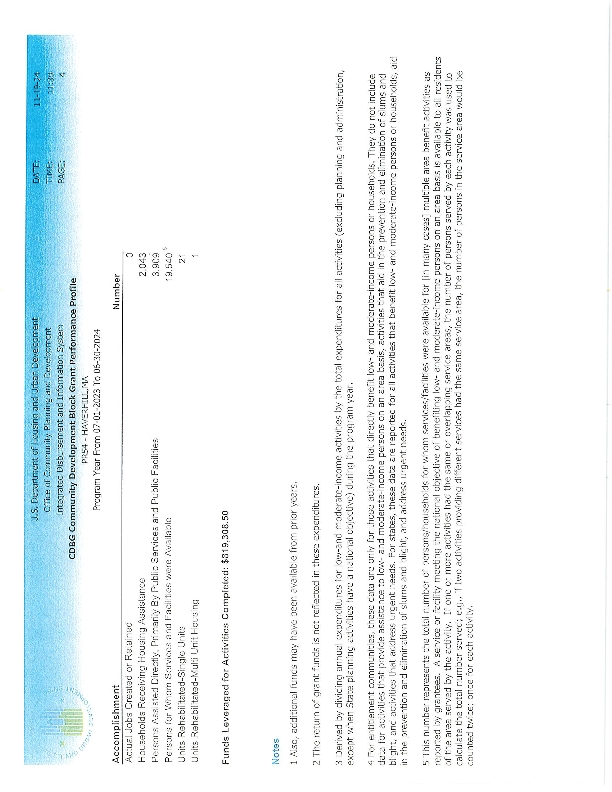 U.S. Department of Housing and Urban Development
Office of Community Planning and Development
Integrated Disbursement and Information System
DATE: 11-19-24
TIME:
PAGE: 4
CDBG Community Development Block Grant Performance Profile
PR54 - HAVERHILL,MA
Program Year From 07-01-2023 To 06-30-2024
Accomplishment Number
Actual Jobs Created or Retained 0
Households Receiving Housing Assistance 2,043
Persons Assisted Directly, Primarily By Public Services and Public Facilities 3,909
Persons for Whom Services and Facilities were Available 19,540 5
Units Rehabilitated-Single Units 21
Units Rehabilitated-Multi Unit Housing 1
Funds Leveraged for Activities Completed: $819,308.50
Notes
1 Also, additional funds may have been available from prior years.
2 The return of grant funds is not reflected in these expenditures.
3 Derived by dividing annual expenditures for low-and moderate-income activities by the total expenditures for all activities (excluding planning and administration,
except when State planning activities have a national objective) during the program year.
4 For entitlement communities, these data are only for those activities that directly benefit low- and moderate-income persons or households. They do not include
data for activities that provide assistance to low- and moderate-income persons on an area basis, activities that aid in the prevention and elimination of slums and
blight, and activities that address urgent needs. For states, these data are reported for all activities that benefit low- and moderate-income persons or households, aid
in the prevention and elimination of slums and blight, and address urgent needs.
5 This number represents the total number of persons/households for whom services/facilities were available for [in many cases] multiple area benefit activities as
reported by grantees. A service or facility meeting the national objective of benefiting low- and moderate-income persons on an area basis is available to all residents
of the area served by the activity. If one or more activities had the same or overlapping service areas, the number of persons served by each activity was used to
calculate the total number served; e.g., if two activities providing different services had the same service area, the number of persons in the service area would be
counted twice; once for each activity.